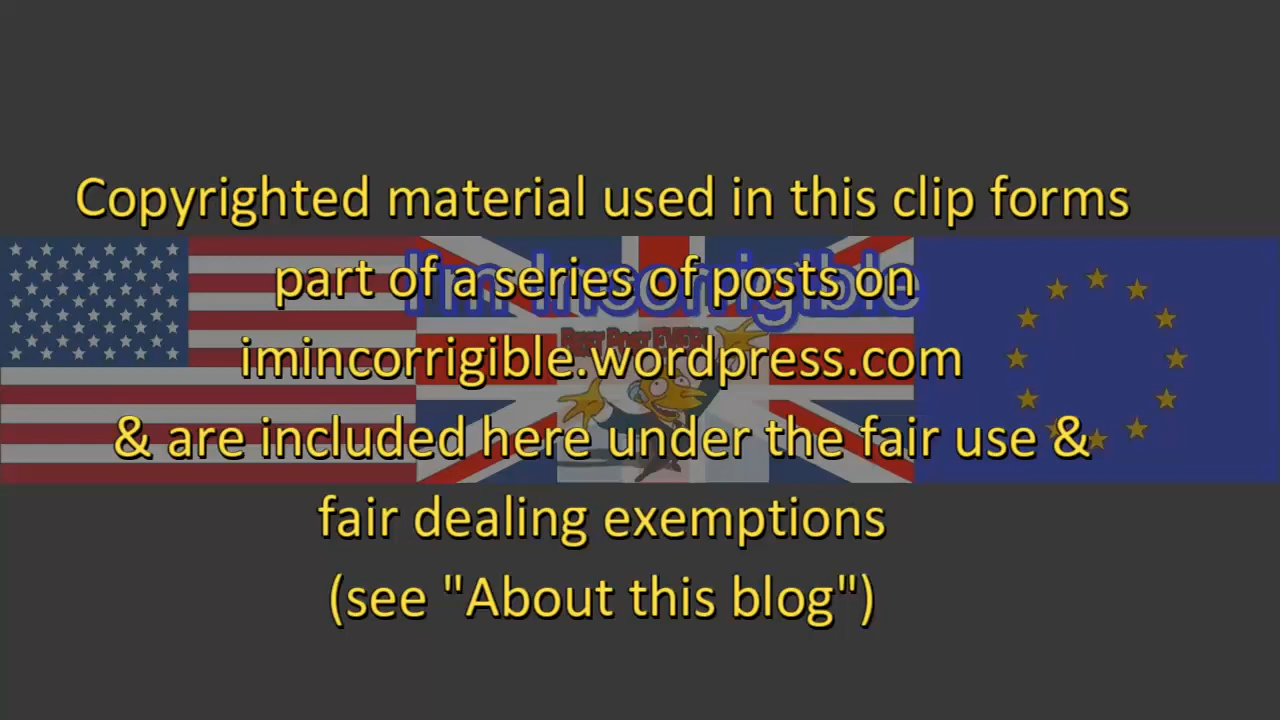 Copyrighted material used in this clip forms
part of a series of posts on
I'm Incorrigible
imincorrigible.wordpress.com
& are included here under the fair use &
fair dealing exemptions
(see "About this blog")